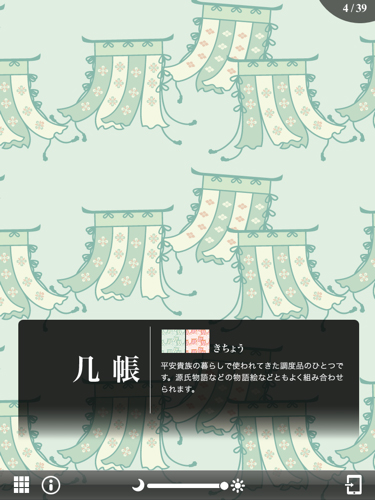 4 / 39
几帳
きちょう
平安貴族の暮らしで使われてきた調度品のひとつで
す。源氏物語などの物語絵などともよく組み合わせ
られます。